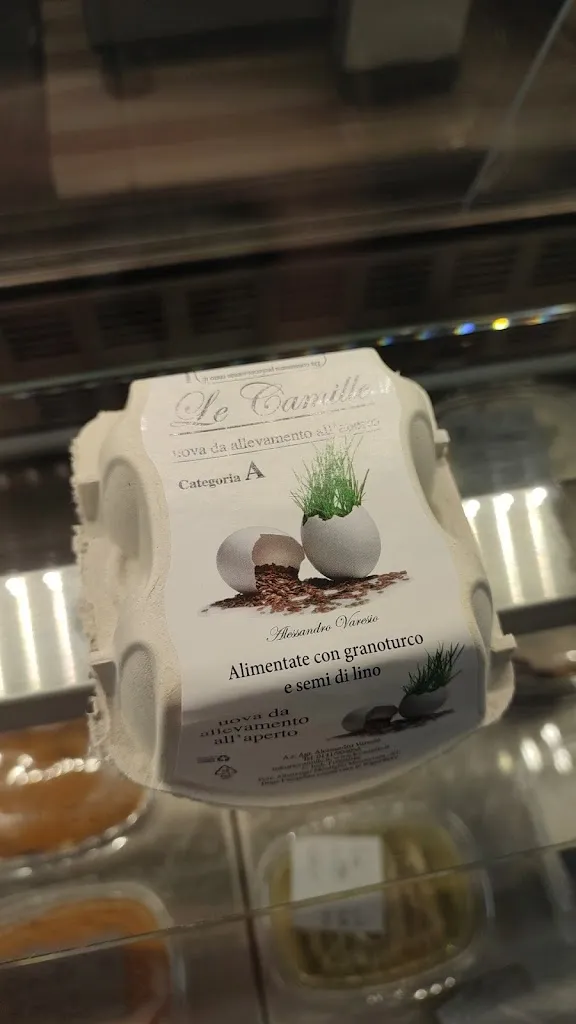 Le Camille
uova da allevamento all'aperto
Categoria A
Alessandro Varesio
Alimentate con granoturco
e semi di lino
uova da
allevamento
all'aperto